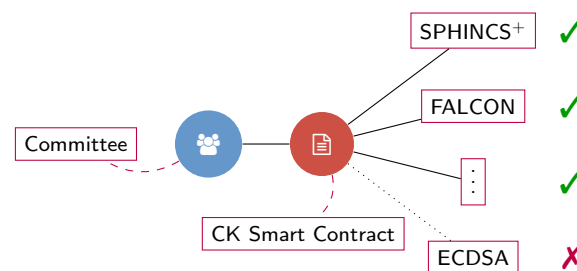 SPHINCS⁺ ✓
FALCON ✓
Committee
⋮ ✓
CK Smart Contract
ECDSA ✗